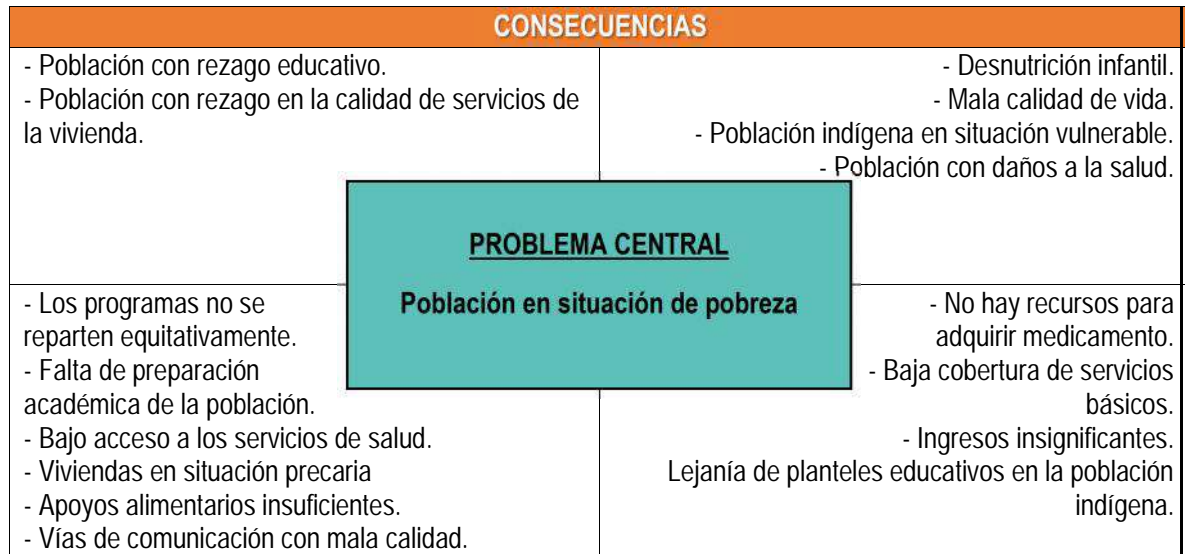 CONSECUENCIAS
- Población con rezago educativo.
- Población con rezago en la calidad de servicios de
la vivienda.
- Desnutrición infantil.
- Mala calidad de vida.
- Población indígena en situación vulnerable.
- Población con daños a la salud.
PROBLEMA CENTRAL
Población en situación de pobreza
- Los programas no se
reparten equitativamente.
- Falta de preparación
académica de la población.
- Bajo acceso a los servicios de salud.
- Viviendas en situación precaria
- Apoyos alimentarios insuficientes.
- Vías de comunicación con mala calidad.
- No hay recursos para
adquirir medicamento.
- Baja cobertura de servicios
básicos.
- Ingresos insignificantes.
Lejanía de planteles educativos en la población
indígena.